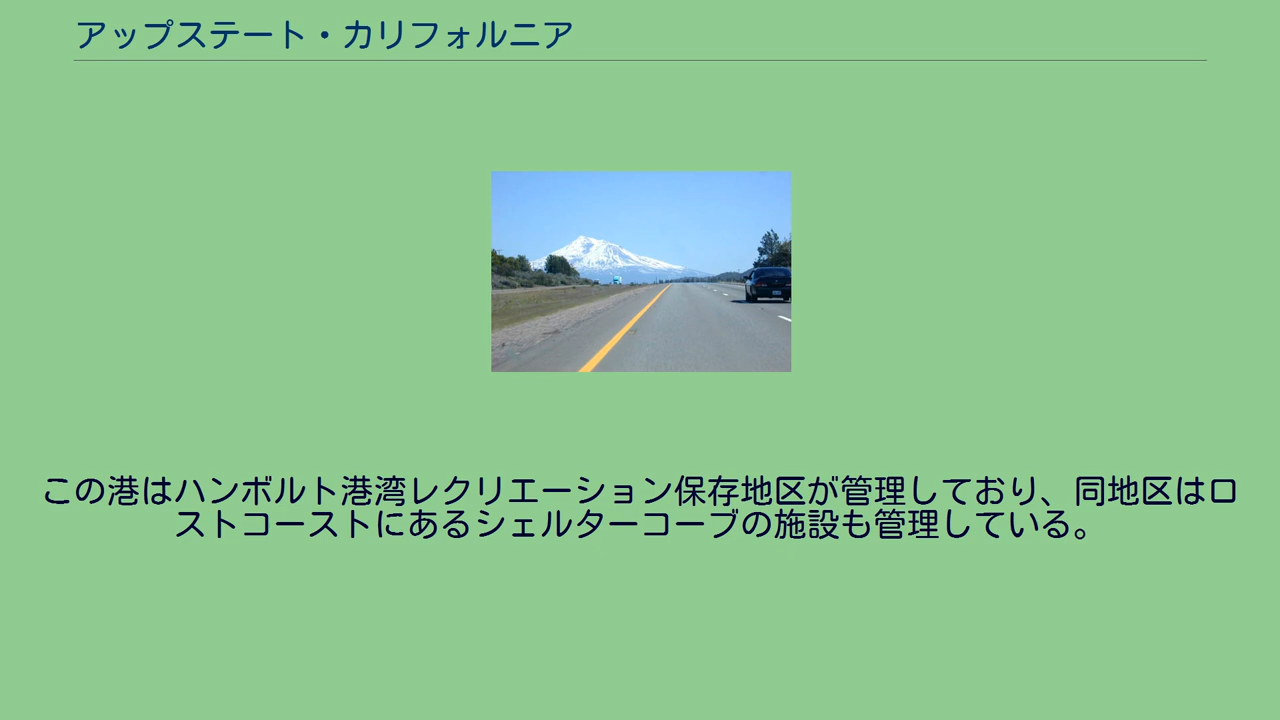 アップステート・カリフォルニア
この港はハンボルト港湾レクリエーション保存地区が管理しており、同地区はロ
ストコーストにあるシェルターコーブの施設も管理している。